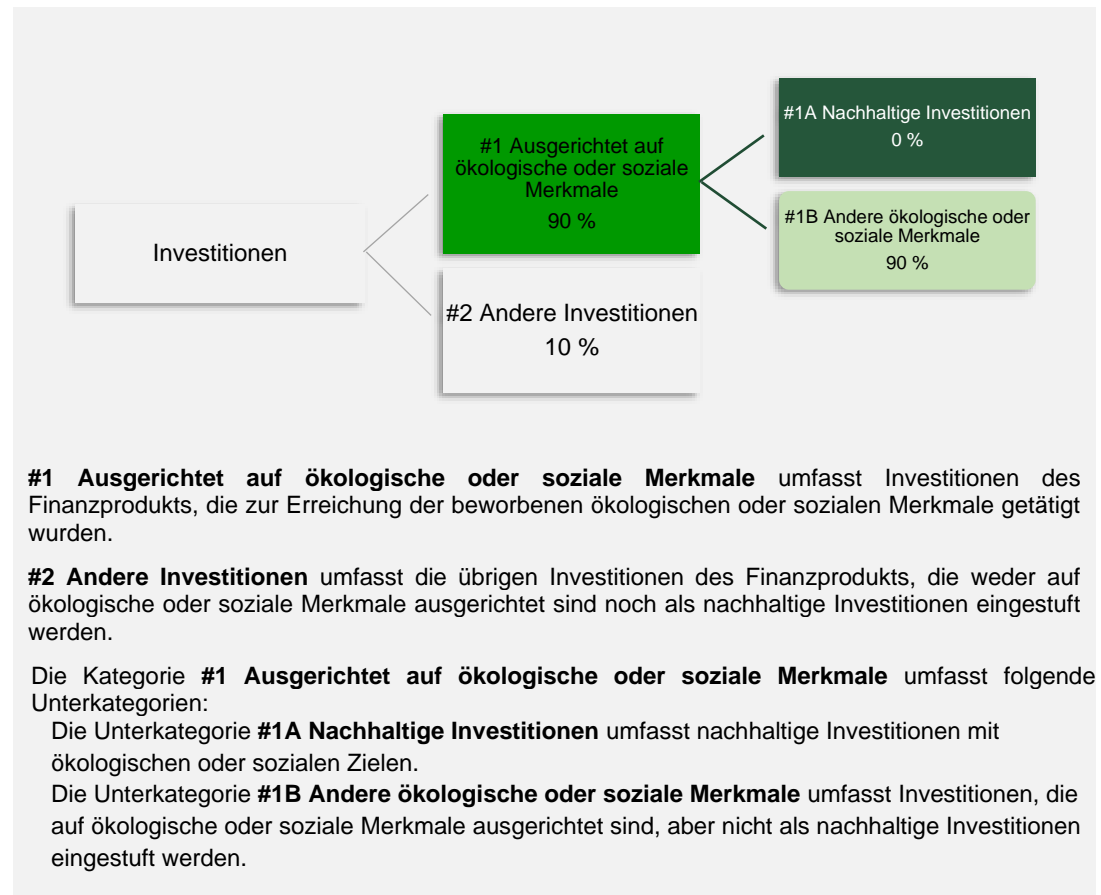 #1A Nachhaltige Investitionen
0 %
#1 Ausgerichtet auf
ökologische oder soziale
Merkmale
90 %
#1B Andere ökologische oder
soziale Merkmale
90 %
Investitionen
#2 Andere Investitionen
10 %
#1 Ausgerichtet auf ökologische oder soziale Merkmale umfasst Investitionen des
Finanzprodukts, die zur Erreichung der beworbenen ökologischen oder sozialen Merkmale getätigt
wurden.
#2 Andere Investitionen umfasst die übrigen Investitionen des Finanzprodukts, die weder auf
ökologische oder soziale Merkmale ausgerichtet sind noch als nachhaltige Investitionen eingestuft
werden.
Die Kategorie #1 Ausgerichtet auf ökologische oder soziale Merkmale umfasst folgende
Unterkategorien:
Die Unterkategorie #1A Nachhaltige Investitionen umfasst nachhaltige Investitionen mit
ökologischen oder sozialen Zielen.
Die Unterkategorie #1B Andere ökologische oder soziale Merkmale umfasst Investitionen, die
auf ökologische oder soziale Merkmale ausgerichtet sind, aber nicht als nachhaltige Investitionen
eingestuft werden.